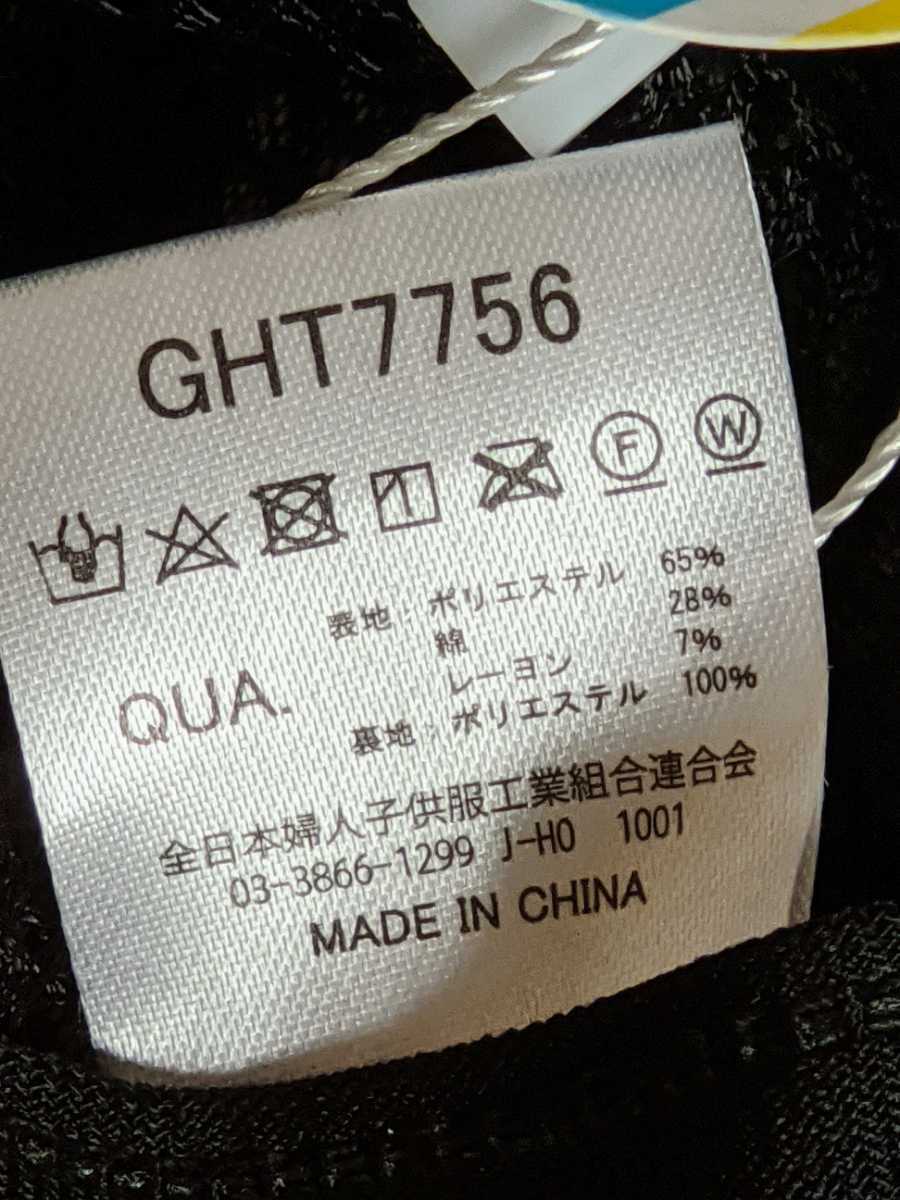 GHT7756
F W
表地：ポリエステル 65%
綿 28%
レーヨン 7%
QUA.
裏地：ポリエステル 100%
全日本婦人子供服工業組合連合会
03-3866-1299 J-H0 1001
MADE IN CHINA